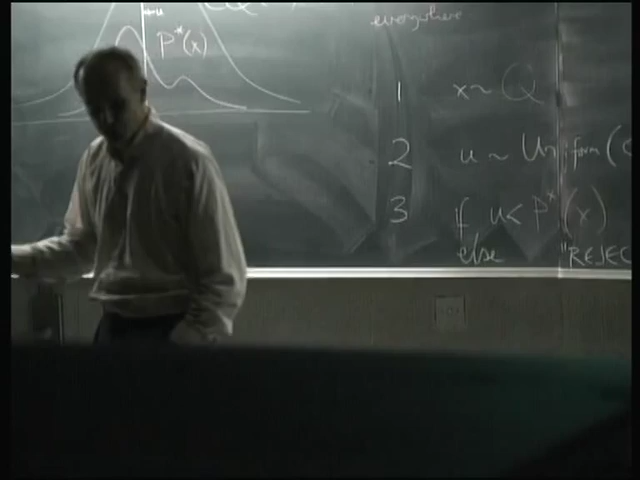 everywhere
P*(x)
1 x ~ Q
2 u ~ Uniform(
3 if u < P*(x)
else "REJEC